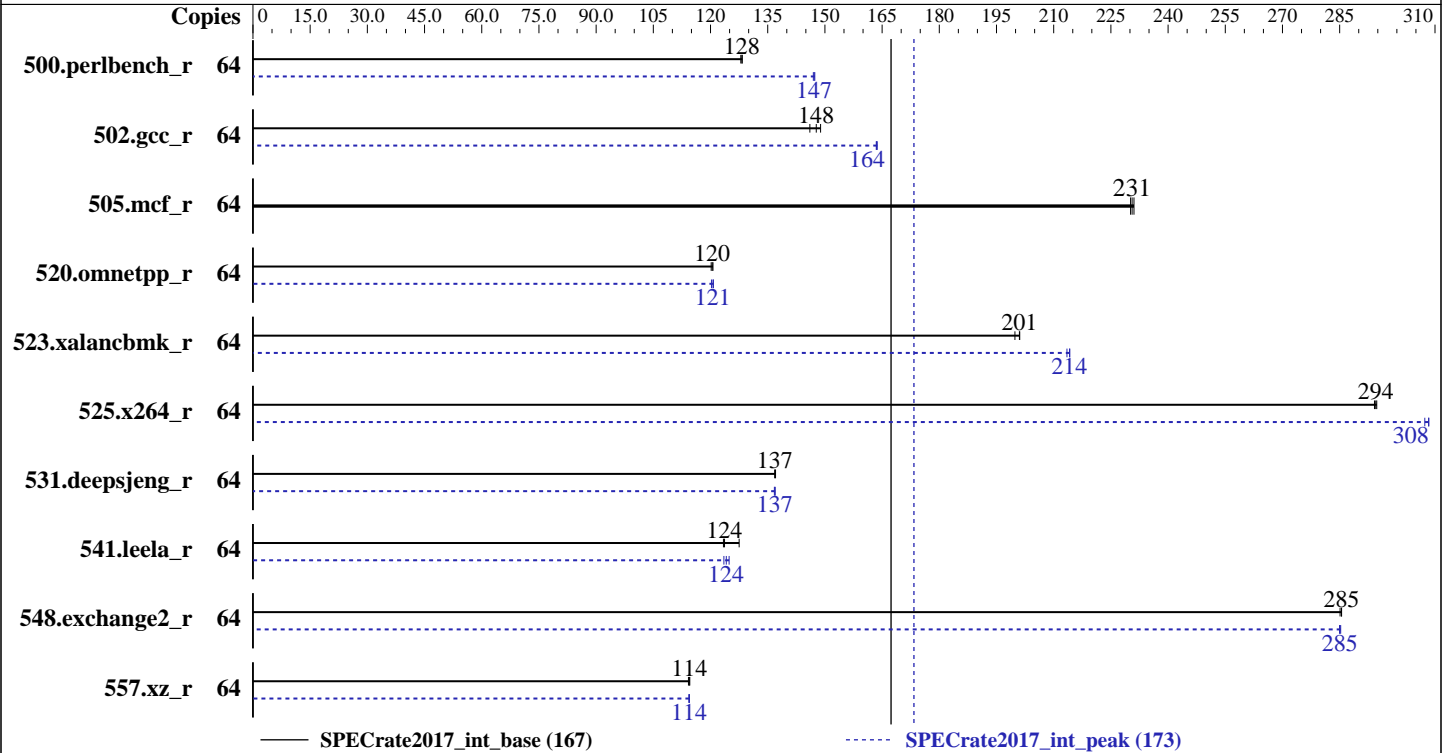 Copies 0 15.0 30.0 45.0 60.0 75.0 90.0 105 120 135 150 165 180 195 210 225 240 255 270 285 310
128
500.perlbench_r 64
147
148
502.gcc_r 64
164
231
505.mcf_r 64
120
520.omnetpp_r 64
121
201
523.xalancbmk_r 64
214
294
525.x264_r 64
308
137
531.deepsjeng_r 64
137
124
541.leela_r 64
124
285
548.exchange2_r 64
285
114
557.xz_r 64
114
SPECrate2017_int_base (167) SPECrate2017_int_peak (173)